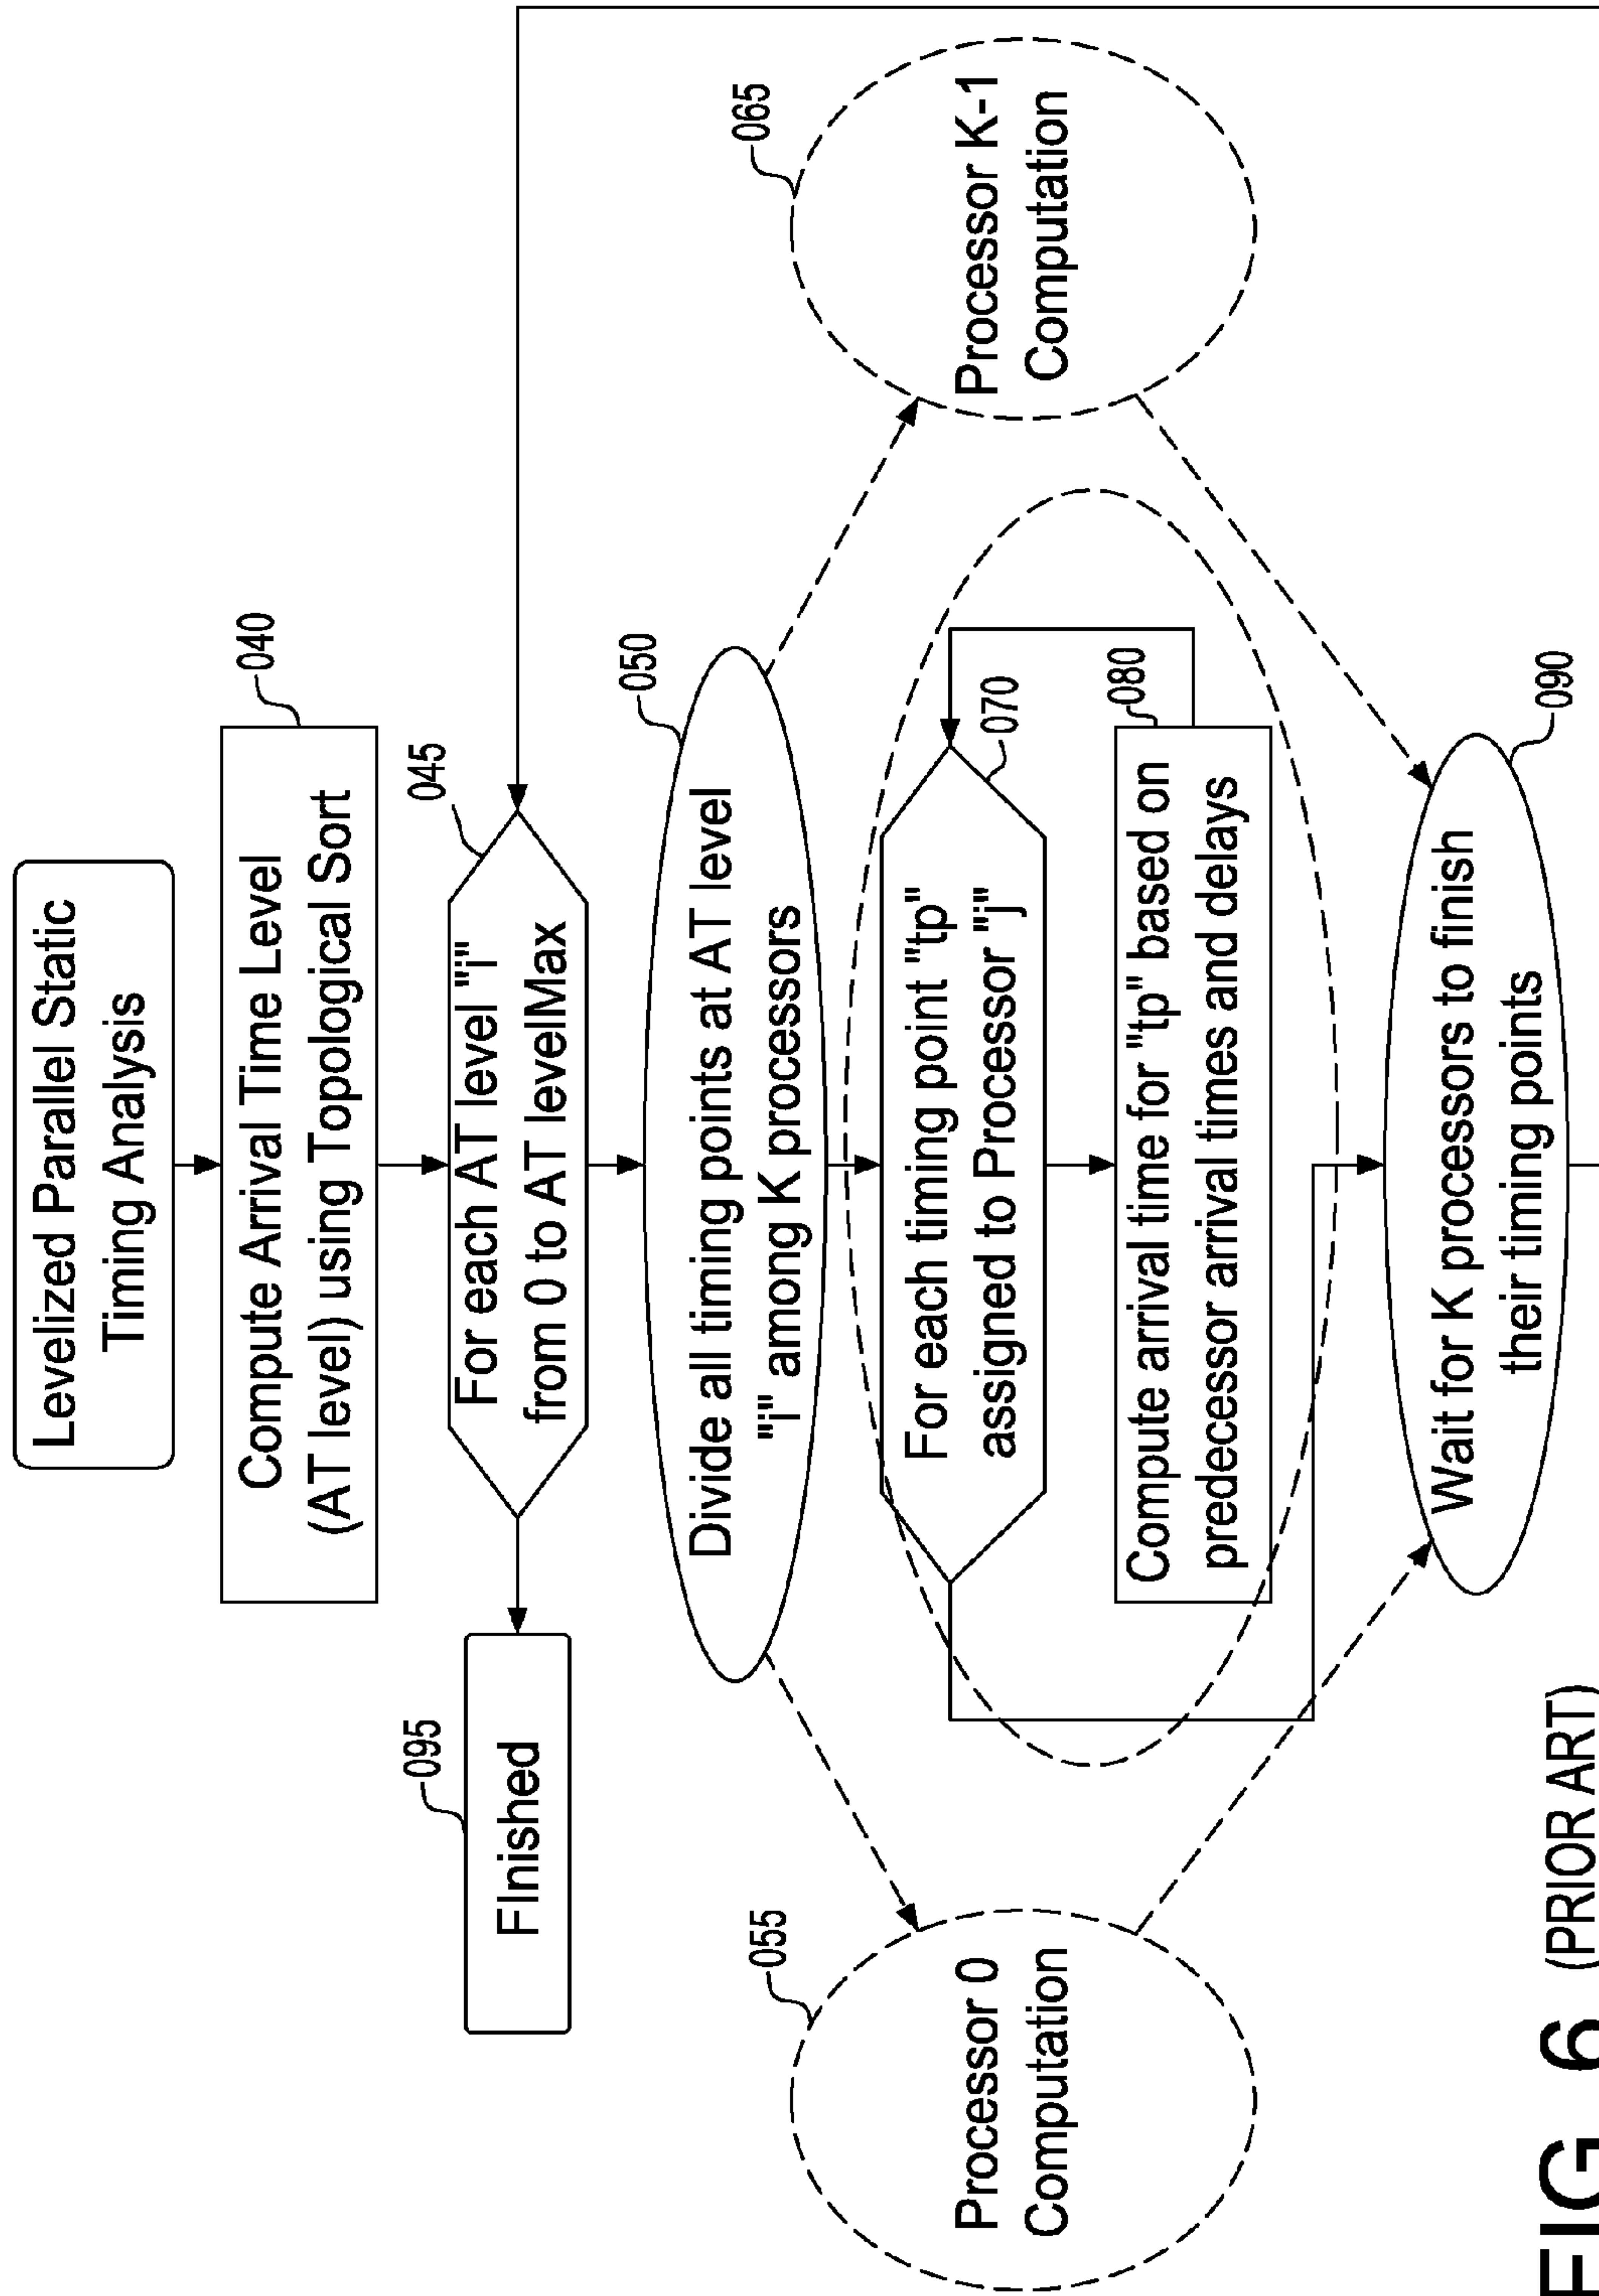 Levelized Parallel Static
Timing Analysis
040
Compute Arrival Time Level
(AT level) using Topological Sort
045
For each AT level "i"
from 0 to AT levelMax
095
FInished
050
Divide all timing points at AT level
"i" among K processors
055
Processor 0
Computation
070
For each timing point "tp"
assigned to Processor "j"
080
Compute arrival time for "tp" based on
predecessor arrival times and delays
065
Processor K-1
Computation
090
Wait for K processors to finish
their timing points
FIG 6 (PRIOR ART)